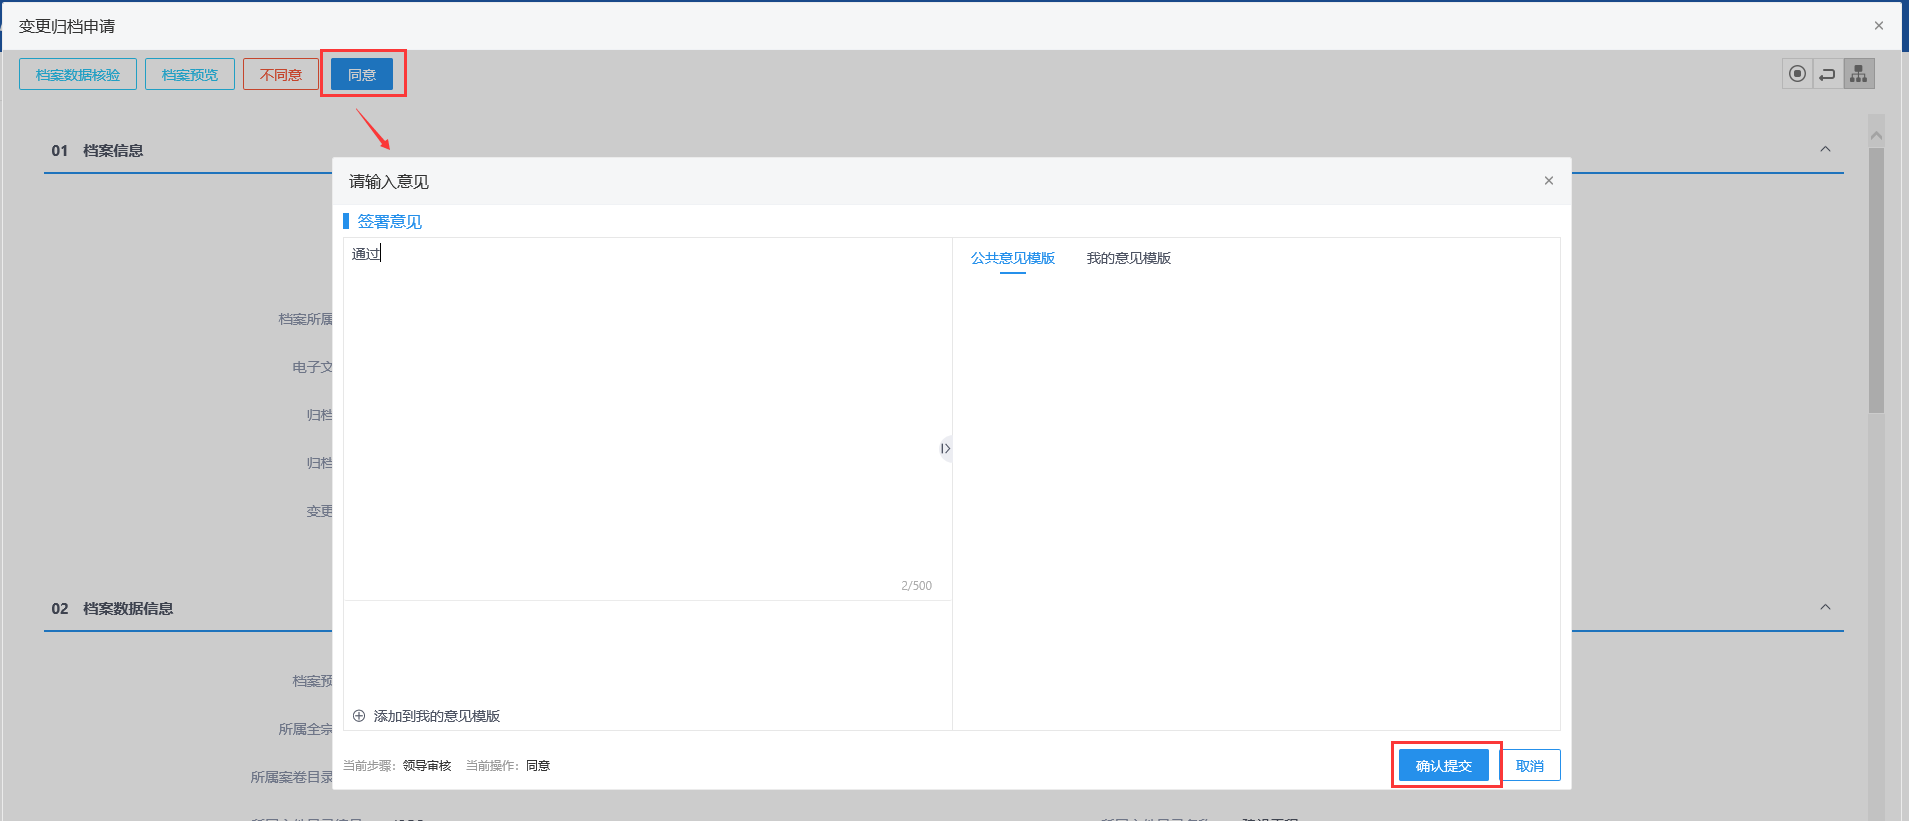 变更归档申请
档案数据核验 档案预览 不同意 同意
01 档案信息
请输入意见
签署意见
通过
公共意见模版 我的意见模版
档案所属
电子文
归档
归档
变更
2/500
02 档案数据信息
档案预
添加到我的意见模版
所属全宗
当前步骤: 领导审核 当前操作: 同意
确认提交 取消
所属案卷目录